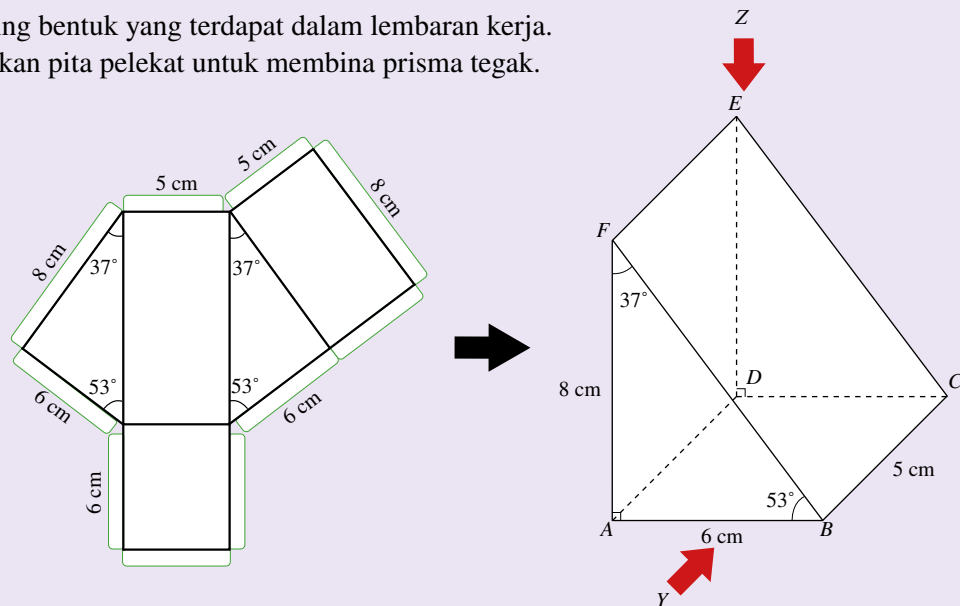 ng bentuk yang terdapat dalam lembaran kerja.
kan pita pelekat untuk membina prisma tegak.
5 cm
5 cm
8 cm
8 cm
37°
37°
53°
53°
6 cm
6 cm
6 cm
Z
E
F
37°
8 cm
D
C
5 cm
53°
A
6 cm
B
Y